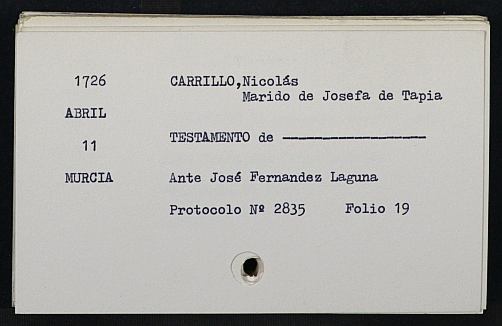 1726 CARRILLO,Nicolás
Marido de Josefa de Tapia
ABRIL
11 TESTAMENTO de ------------------
MURCIA Ante José Fernandez Laguna
Protocolo Nº 2835 Folio 19